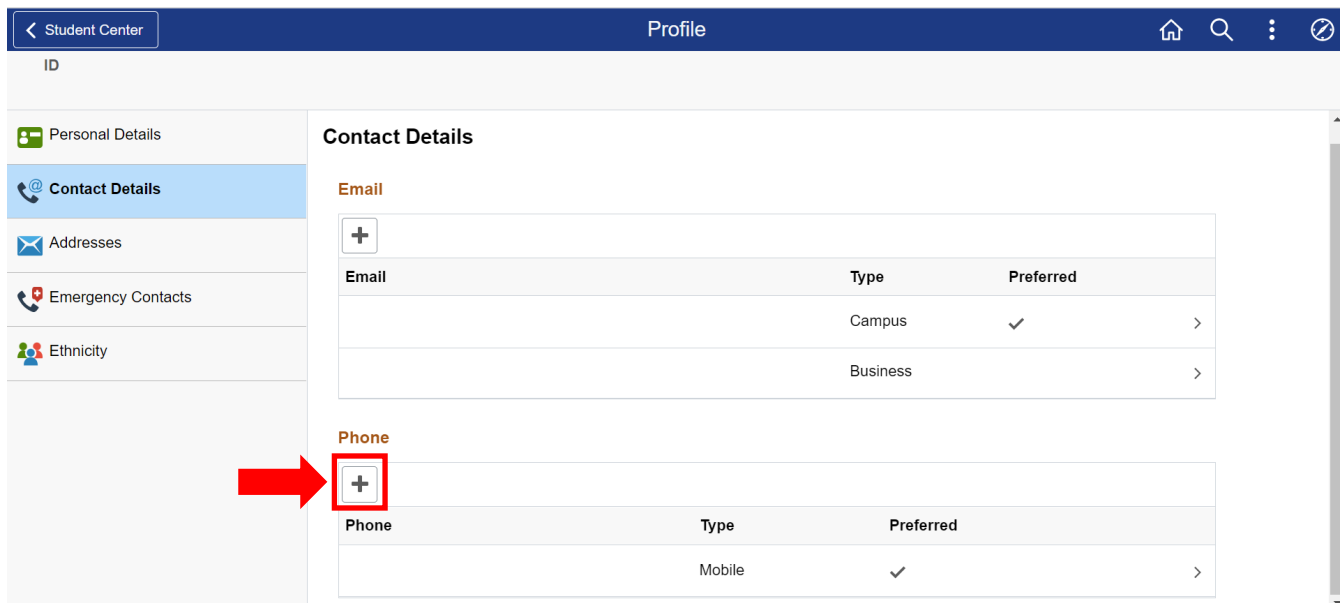 Student Center
Profile
ID
Personal Details
Contact Details
Addresses
Emergency Contacts
Ethnicity
Contact Details
Email
Email Type Preferred
Campus
Business
Phone
Phone Type Preferred
Mobile